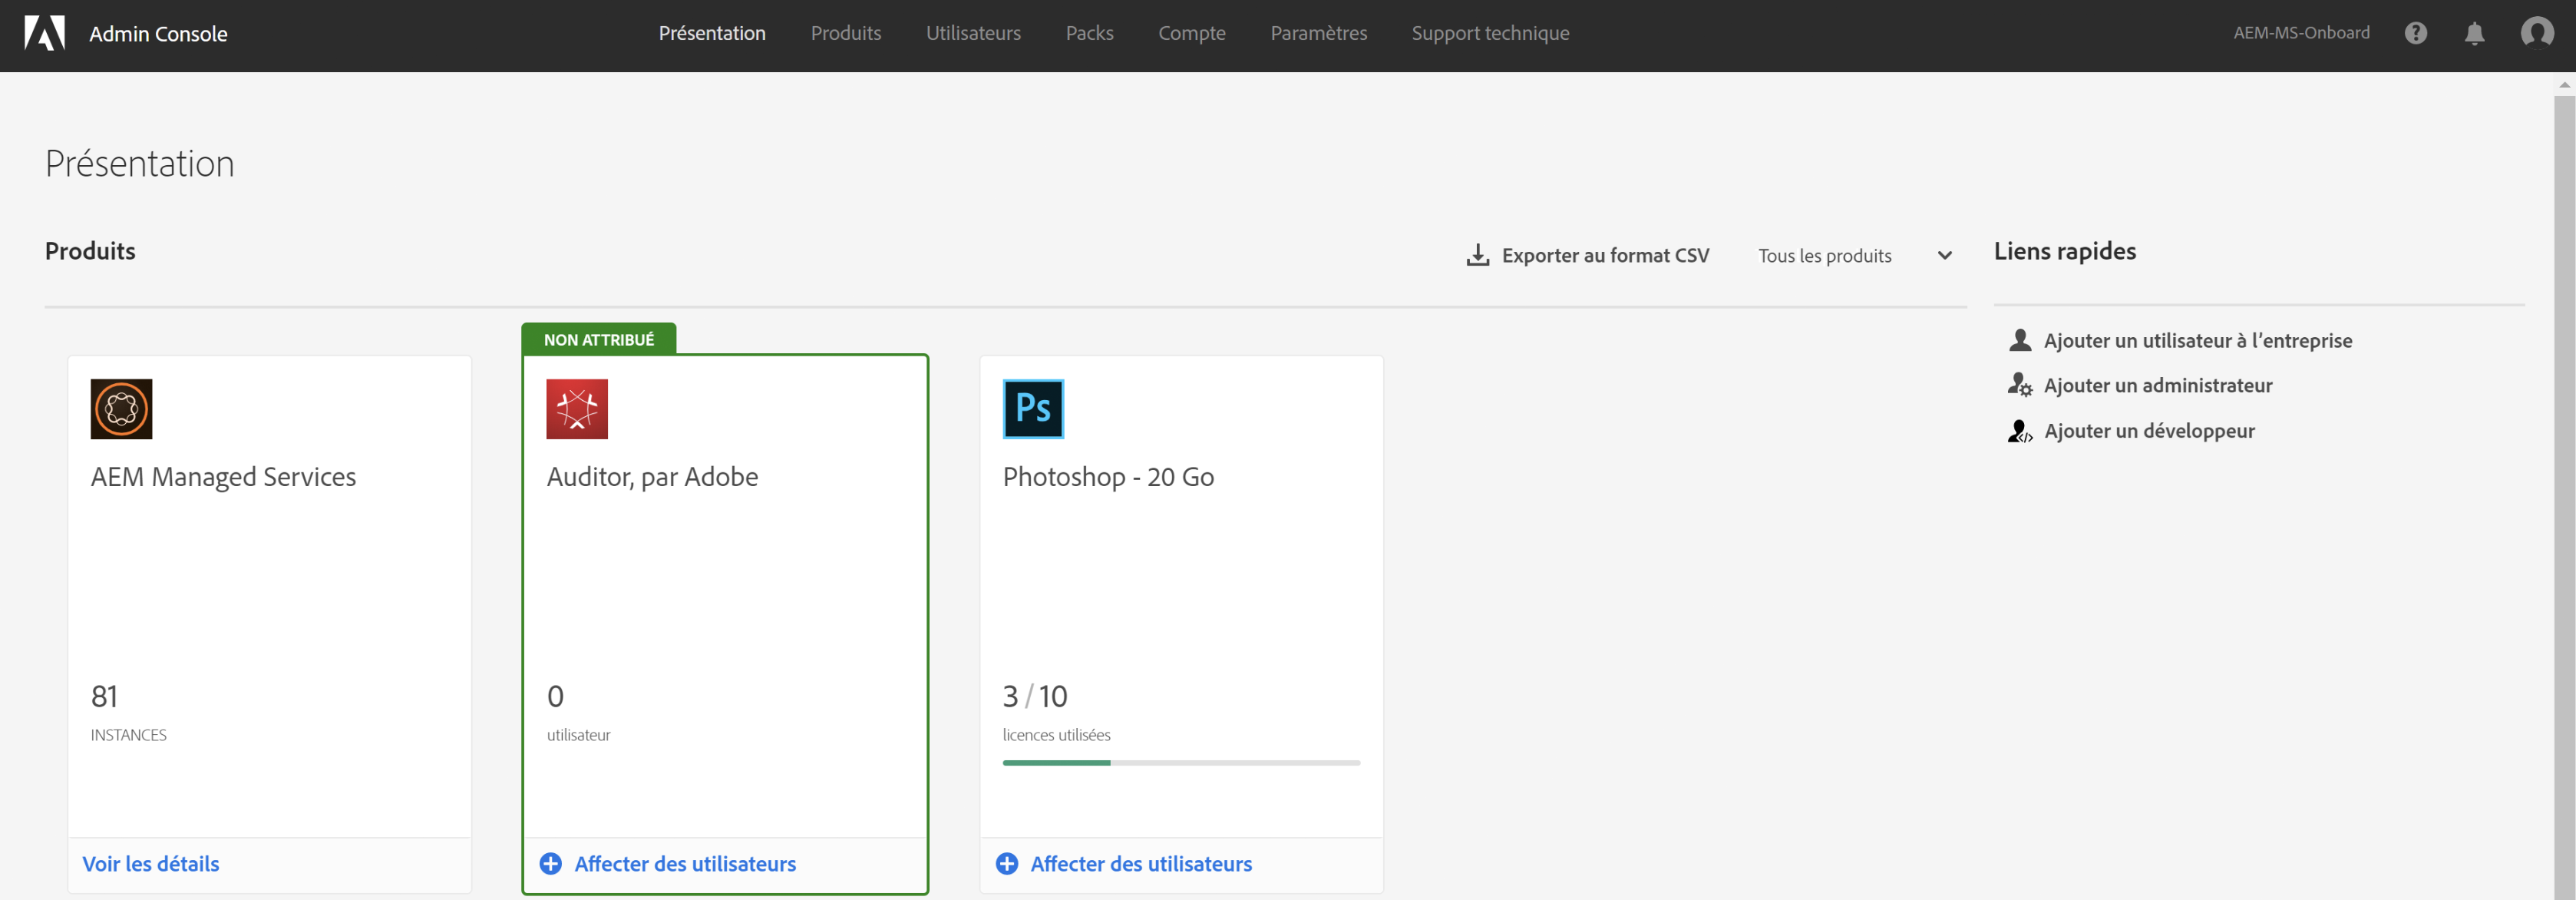 Admin Console
Présentation
Produits
Utilisateurs
Packs
Compte
Paramètres
Support technique
AEM-MS-Onboard
Présentation
Produits
Exporter au format CSV
Tous les produits
Liens rapides
Ajouter un utilisateur à l’entreprise
Ajouter un administrateur
Ajouter un développeur
AEM Managed Services
81
INSTANCES
Voir les détails
NON ATTRIBUÉ
Auditor, par Adobe
0
utilisateur
Affecter des utilisateurs
Ps
Photoshop - 20 Go
3 / 10
licences utilisées
Affecter des utilisateurs